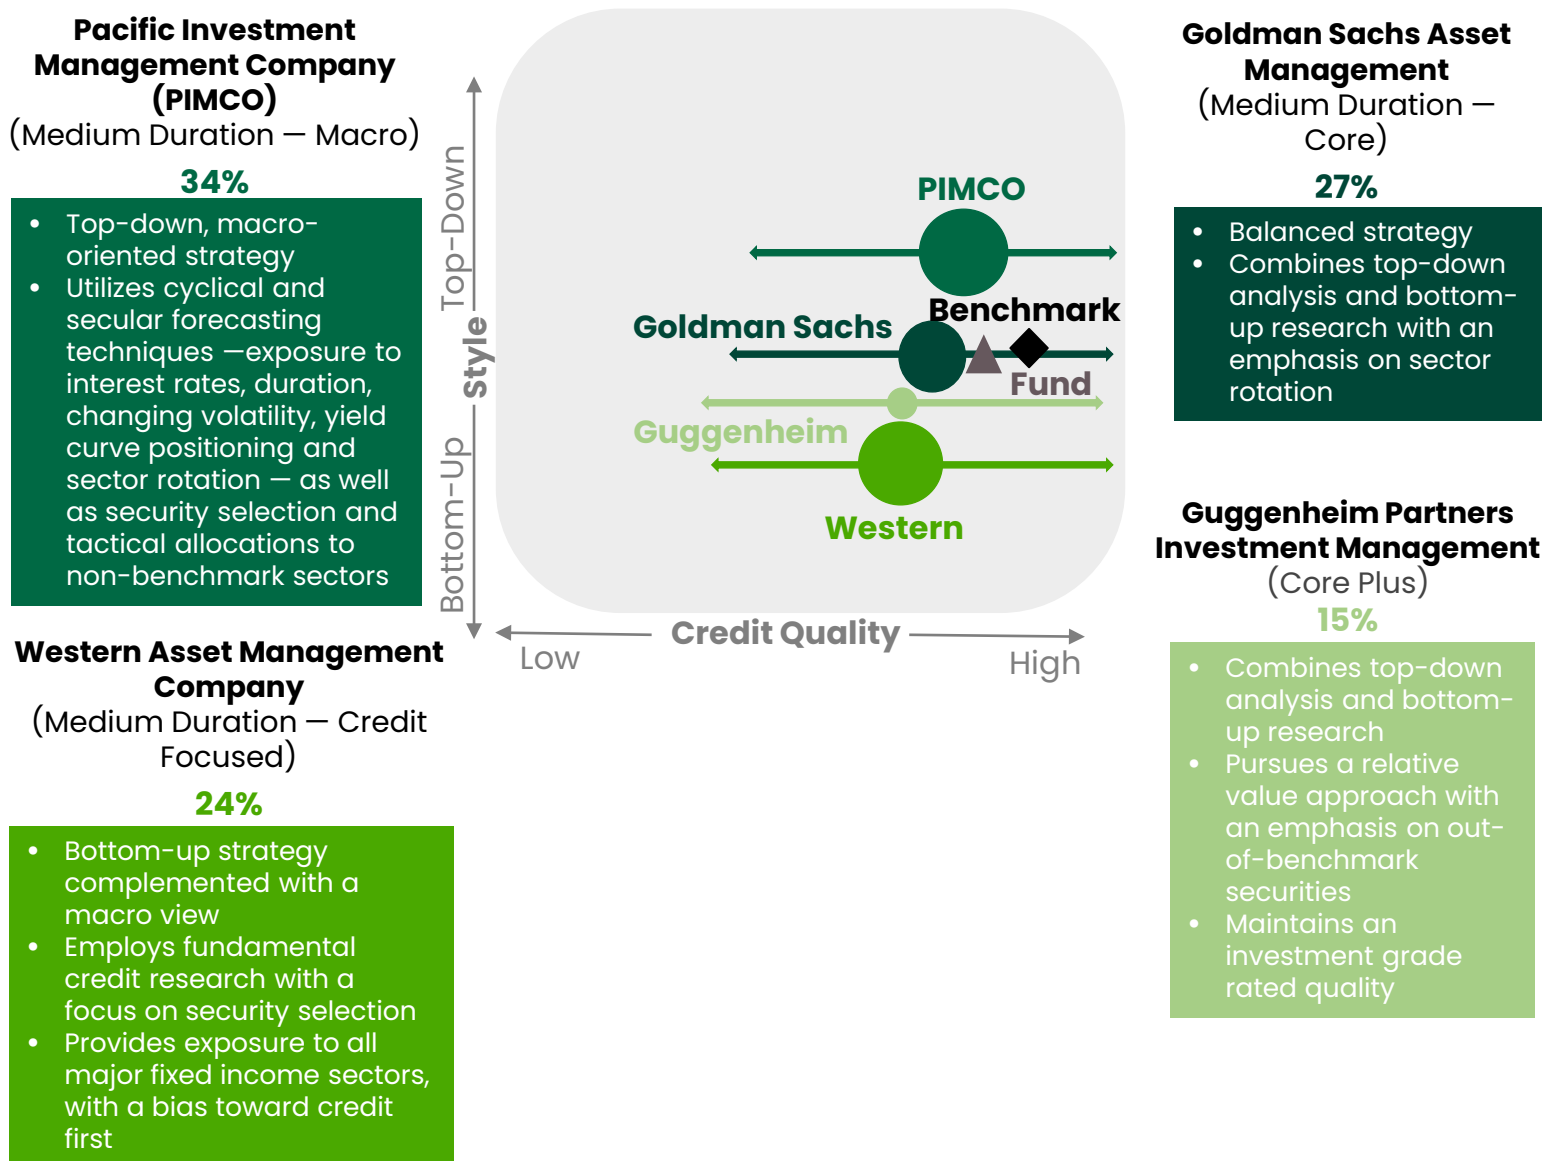 Pacific Investment
Management Company
(PIMCO)
(Medium Duration — Macro)
34%
• Top-down, macro-
oriented strategy
• Utilizes cyclical and
secular forecasting
techniques —exposure to
interest rates, duration,
changing volatility, yield
curve positioning and
sector rotation — as well
as security selection and
tactical allocations to
non-benchmark sectors
Western Asset Management
Company
(Medium Duration — Credit
Focused)
24%
• Bottom-up strategy
complemented with a
macro view
• Employs fundamental
credit research with a
focus on security selection
• Provides exposure to all
major fixed income sectors,
with a bias toward credit
first
Top-Down
Style
Bottom-Up
PIMCO
Benchmark
Goldman Sachs
Fund
Guggenheim
Western
Credit Quality
Low
High
Goldman Sachs Asset
Management
(Medium Duration —
Core)
27%
• Balanced strategy
• Combines top-down
analysis and bottom-
up research with an
emphasis on sector
rotation
Guggenheim Partners
Investment Management
(Core Plus)
15%
• Combines top-down
analysis and bottom-
up research
• Pursues a relative
value approach with
an emphasis on out-
of-benchmark
securities
• Maintains an
investment grade
rated quality